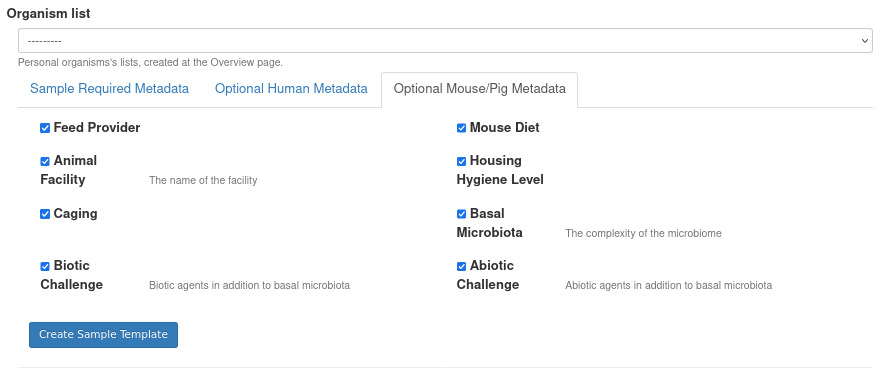 Organism list
---------
Personal organisms's lists, created at the Overview page.
Sample Required Metadata Optional Human Metadata Optional Mouse/Pig Metadata
Feed Provider Mouse Diet
Animal Housing
Facility The name of the facility Hygiene Level
Caging Basal
Microbiota The complexity of the microbiome
Biotic Abiotic
Challenge Biotic agents in addition to basal microbiota Challenge Abiotic agents in addition to basal microbiota
Create Sample Template